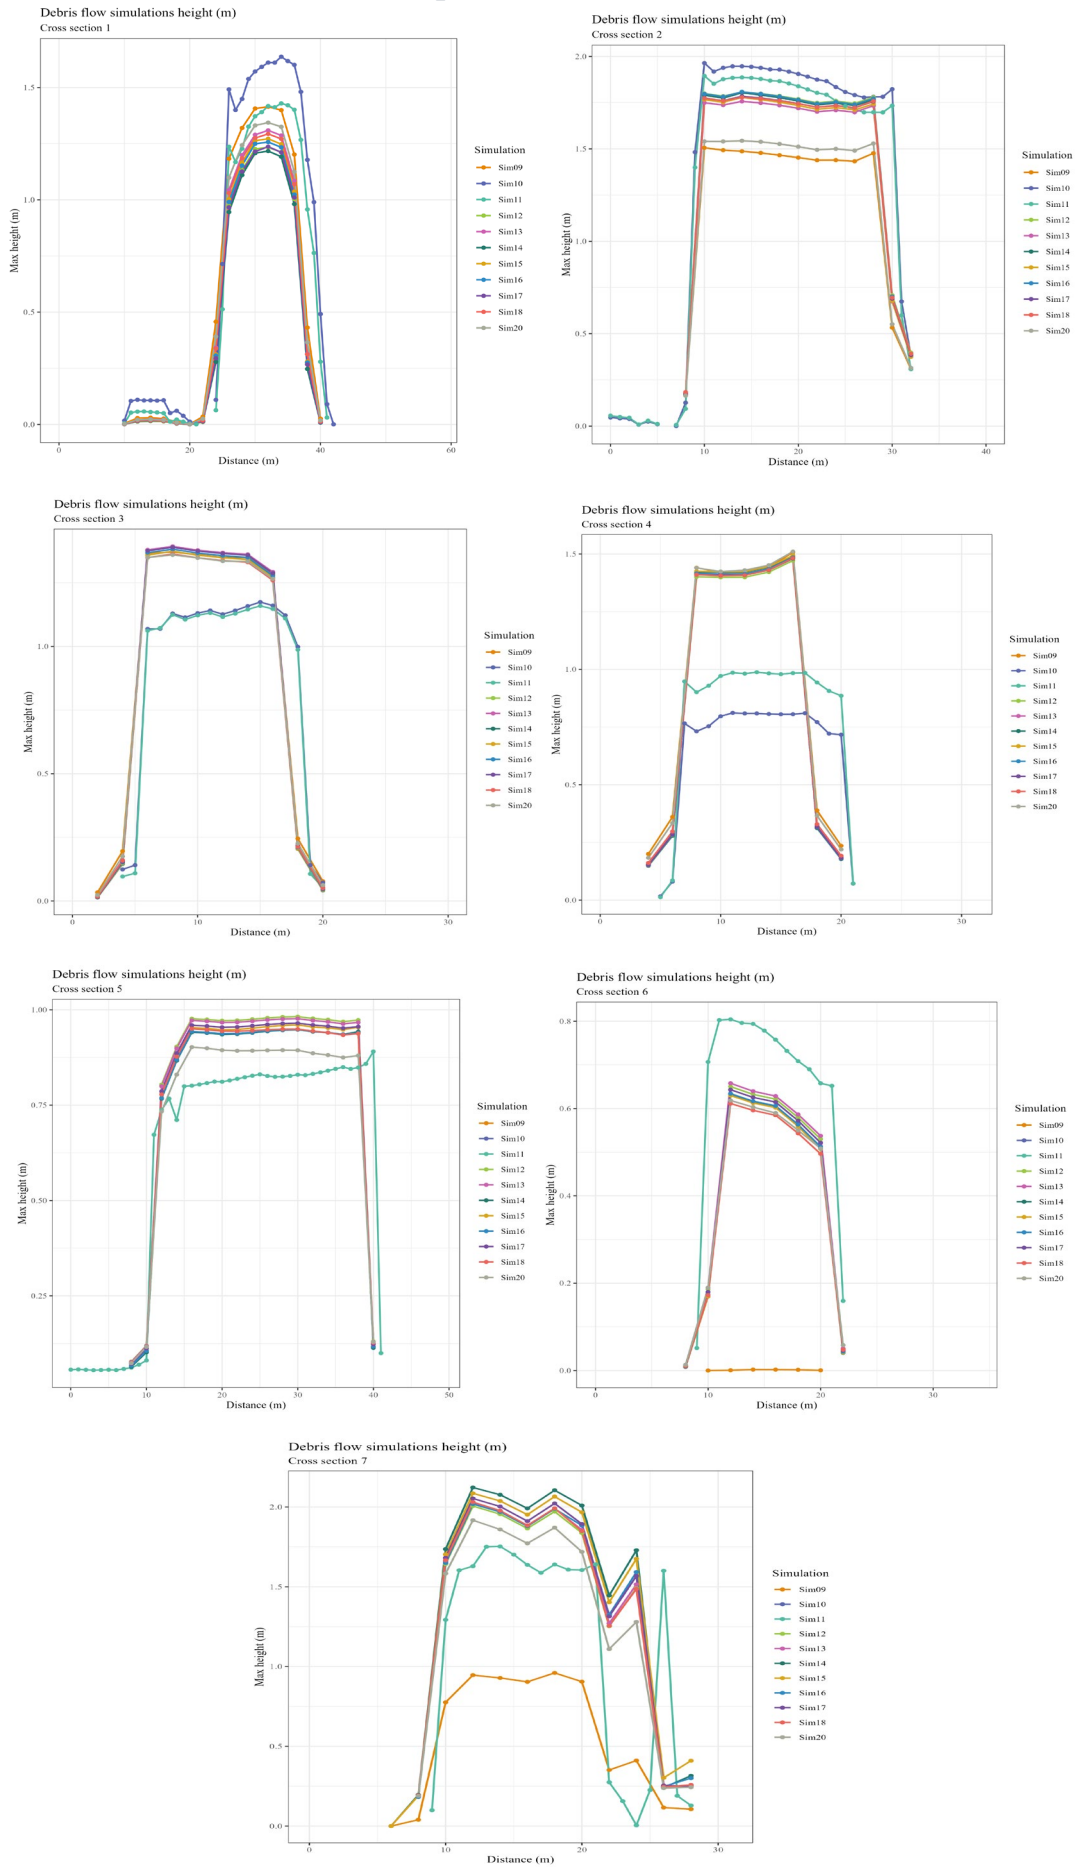 Debris flow simulations height (m)
Cross section 1
Max height (m)
1.5
1.0
0.5
0.0
0
20
40
60
Distance (m)
Simulation
Sim09
Sim10
Sim11
Sim12
Sim13
Sim14
Sim15
Sim16
Sim17
Sim18
Sim20
Debris flow simulations height (m)
Cross section 2
Max height (m)
2.0
1.5
1.0
0.5
0.0
0
10
20
30
40
Distance (m)
Simulation
Sim09
Sim10
Sim11
Sim12
Sim13
Sim14
Sim15
Sim16
Sim17
Sim18
Sim20
Debris flow simulations height (m)
Cross section 3
Max height (m)
1.0
0.5
0.0
0
10
20
30
Distance (m)
Simulation
Sim09
Sim10
Sim11
Sim12
Sim13
Sim14
Sim15
Sim16
Sim17
Sim18
Sim20
Debris flow simulations height (m)
Cross section 4
Max height (m)
1.5
1.0
0.5
0.0
0
10
20
30
Distance (m)
Simulation
Sim09
Sim10
Sim11
Sim12
Sim13
Sim14
Sim15
Sim16
Sim17
Sim18
Sim20
Debris flow simulations height (m)
Cross section 5
Max height (m)
1.00
0.75
0.50
0.25
0
10
20
30
40
50
Distance (m)
Simulation
Sim09
Sim10
Sim11
Sim12
Sim13
Sim14
Sim15
Sim16
Sim17
Sim18
Sim20
Debris flow simulations height (m)
Cross section 6
Max height (m)
0.8
0.6
0.4
0.2
0.0
0
10
20
30
Distance (m)
Simulation
Sim09
Sim10
Sim11
Sim12
Sim13
Sim14
Sim15
Sim16
Sim17
Sim18
Sim20
Debris flow simulations height (m)
Cross section 7
Max height (m)
2.0
1.5
1.0
0.5
0.0
0
10
20
30
Distance (m)
Simulation
Sim09
Sim10
Sim11
Sim12
Sim13
Sim14
Sim15
Sim16
Sim17
Sim18
Sim20